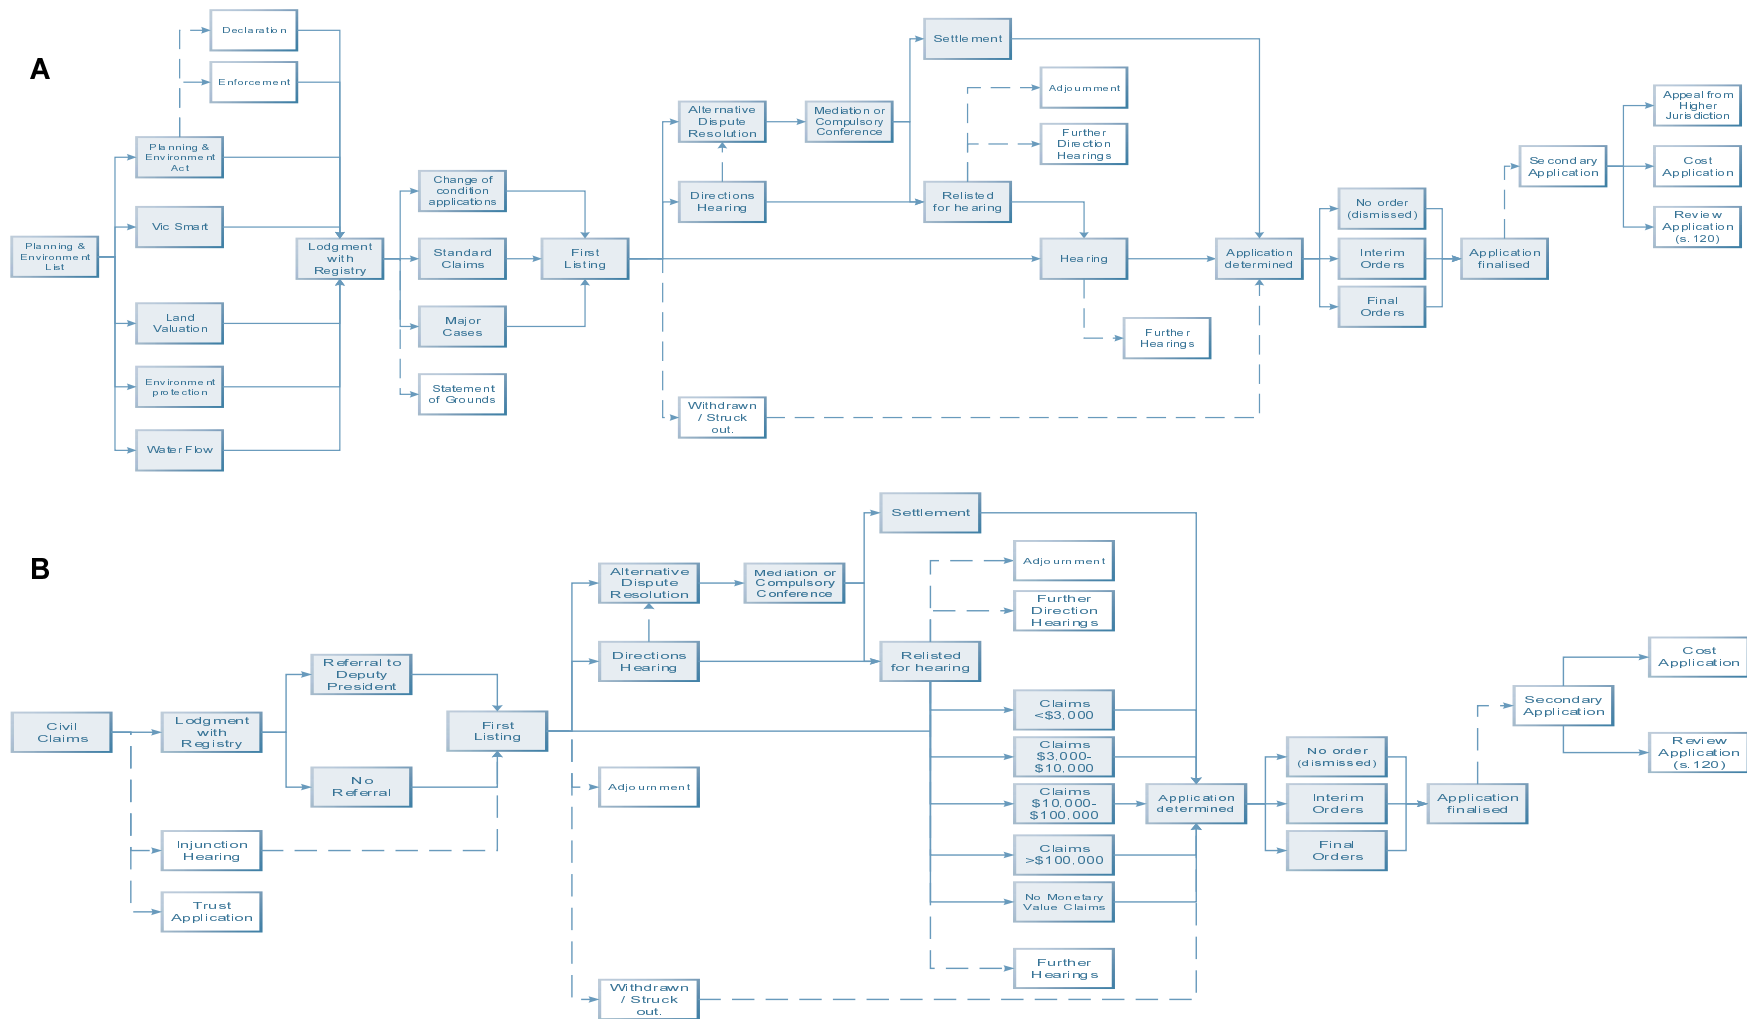 A
Declaration
Enforcement
Planning &
Environment
Act
Vic Smart
Planning &
Environment
List
Land
Valuation
Environment
protection
Water Flow
Lodgment
with
Registry
Change of
condition
applications
Standard
Claims
Major
Cases
Statement
of Grounds
First
Listing
Alternative
Dispute
Resolution
Mediation or
Compulsory
Conference
Directions
Hearing
Withdrawn
/ Struck
out.
Settlement
Adjournment
Further
Direction
Hearings
Relisted
for hearing
Hearing
Further
Hearings
Application
determined
No order
(dismissed)
Interim
Orders
Final
Orders
Application
finalised
Secondary
Application
Appeal from
Higher
Jurisdiction
Cost
Application
Review
Application
(s.120)
B
Civil
Claims
Lodgment
with
Registry
Injunction
Hearing
Trust
Application
Referral to
Deputy
President
No
Referral
First
Listing
Alternative
Dispute
Resolution
Mediation or
Compulsory
Conference
Directions
Hearing
Adjournment
Withdrawn
/ Struck
out.
Settlement
Adjournment
Further
Direction
Hearings
Relisted
for hearing
Claims
<$3,000
Claims
$3,000-
$10,000
Claims
$10,000-
$100,000
Claims
>$100,000
No Monetary
Value Claims
Further
Hearings
Application
determined
No order
(dismissed)
Interim
Orders
Final
Orders
Application
finalised
Secondary
Application
Cost
Application
Review
Application
(s.120)